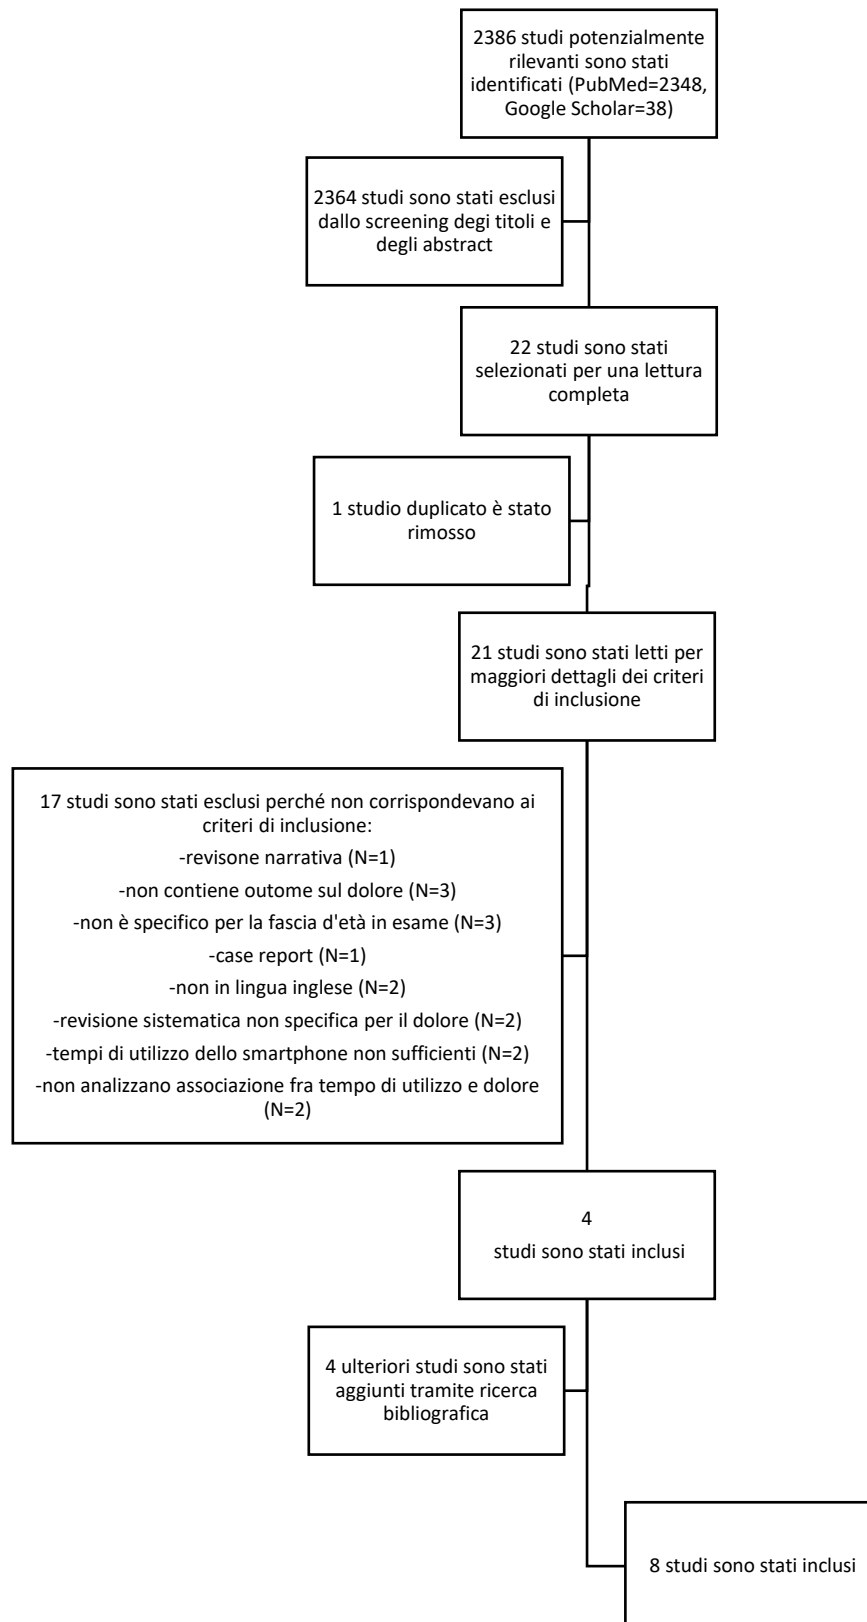 2386 studi potenzialmente
rilevanti sono stati
identificati (PubMed=2348,
Google Scholar=38)
2364 studi sono stati esclusi
dallo screening degi titoli e
degli abstract
22 studi sono stati
selezionati per una lettura
completa
1 studio duplicato è stato
rimosso
21 studi sono stati letti per
maggiori dettagli dei criteri
di inclusione
17 studi sono stati esclusi perché non corrispondevano ai
criteri di inclusione:
-revisone narrativa (N=1)
-non contiene outome sul dolore (N=3)
-non è specifico per la fascia d'età in esame (N=3)
-case report (N=1)
-non in lingua inglese (N=2)
-revisione sistematica non specifica per il dolore (N=2)
-tempi di utilizzo dello smartphone non sufficienti (N=2)
-non analizzano associazione fra tempo di utilizzo e dolore
(N=2)
4
studi sono stati inclusi
4 ulteriori studi sono stati
aggiunti tramite ricerca
bibliografica
8 studi sono stati inclusi